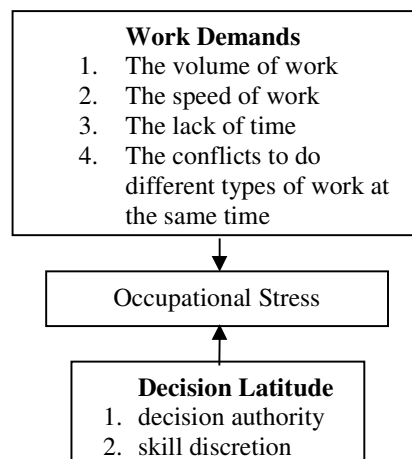 Work Demands
1. The volume of work
2. The speed of work
3. The lack of time
4. The conflicts to do
different types of work at
the same time
Occupational Stress
Decision Latitude
1. decision authority
2. skill discretion